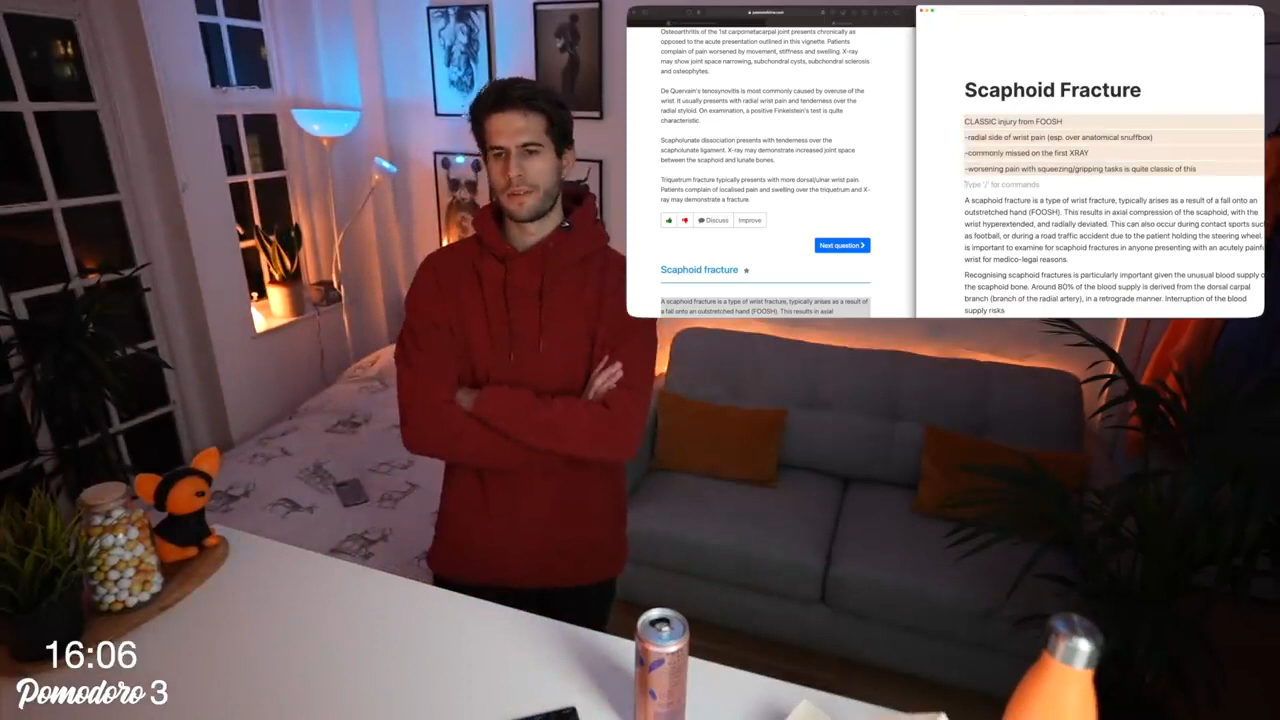 Osteoarthritis of the 1st carpometacarpal joint presents chronically as
opposed to the acute presentation outlined in this vignette. Patients
complain of pain worsened by movement, stiffness and swelling. X-ray
may show joint space narrowing, subchondral cysts, subchondral sclerosis
and osteophytes.
De Quervain's tenosynovitis is most commonly caused by overuse of the
wrist. It usually presents with radial wrist pain and tenderness over the
radial styloid. On examination, a positive Finkelstein's test is quite
characteristic.
Scapholunate dissociation presents with tenderness over the
scapholunate ligament. X-ray may demonstrate increased joint space
between the scaphoid and lunate bones.
Triquetrum fracture typically presents with more dorsal/ulnar wrist pain.
Patients complain of localised pain and swelling over the triquetrum and X-
ray may demonstrate a fracture.
Discuss Improve
Next question
Scaphoid fracture
A scaphoid fracture is a type of wrist fracture, typically arises as a result of
a fall onto an outstretched hand (FOOSH). This results in axial
Scaphoid Fracture
CLASSIC injury from FOOSH
-radial side of wrist pain (esp. over anatomical snuffbox)
-commonly missed on the first XRAY
-worsening pain with squeezing/gripping tasks is quite classic of this
Type '/' for commands
A scaphoid fracture is a type of wrist fracture, typically arises as a result of a fall onto an
outstretched hand (FOOSH). This results in axial compression of the scaphoid, with the
wrist hyperextended, and radially deviated. This can also occur during contact sports suc
as football, or during a road traffic accident due to the patient holding the steering wheel.
is important to examine for scaphoid fractures in anyone presenting with an acutely painfu
wrist for medico-legal reasons.
Recognising scaphoid fractures is particularly important given the unusual blood supply o
the scaphoid bone. Around 80% of the blood supply is derived from the dorsal carpal
branch (branch of the radial artery), in a retrograde manner. Interruption of the blood
supply risks
16:06
Pomodoro 3